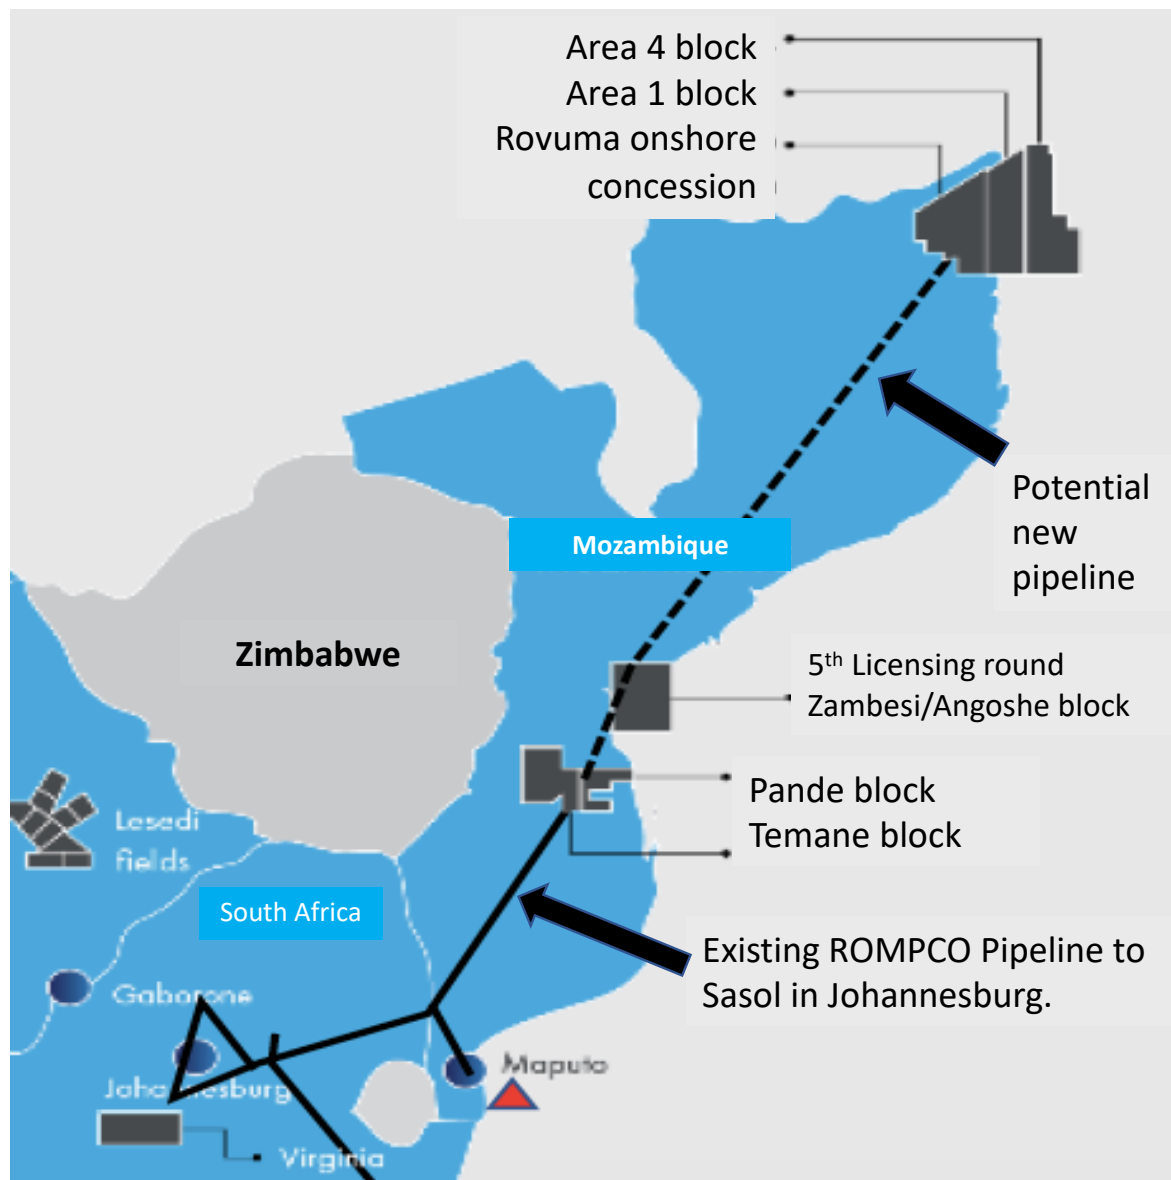 Area 4 block
Area 1 block
Rovuma onshore
concession
Potential
new
pipeline
Mozambique
Zimbabwe
5th Licensing round
Zambesi/Angoshe block
Pande block
Temane block
Lesedi
fields
South Africa
Existing ROMPCO Pipeline to
Sasol in Johannesburg.
Gaborone
Maputo
Johannesburg
Virginia